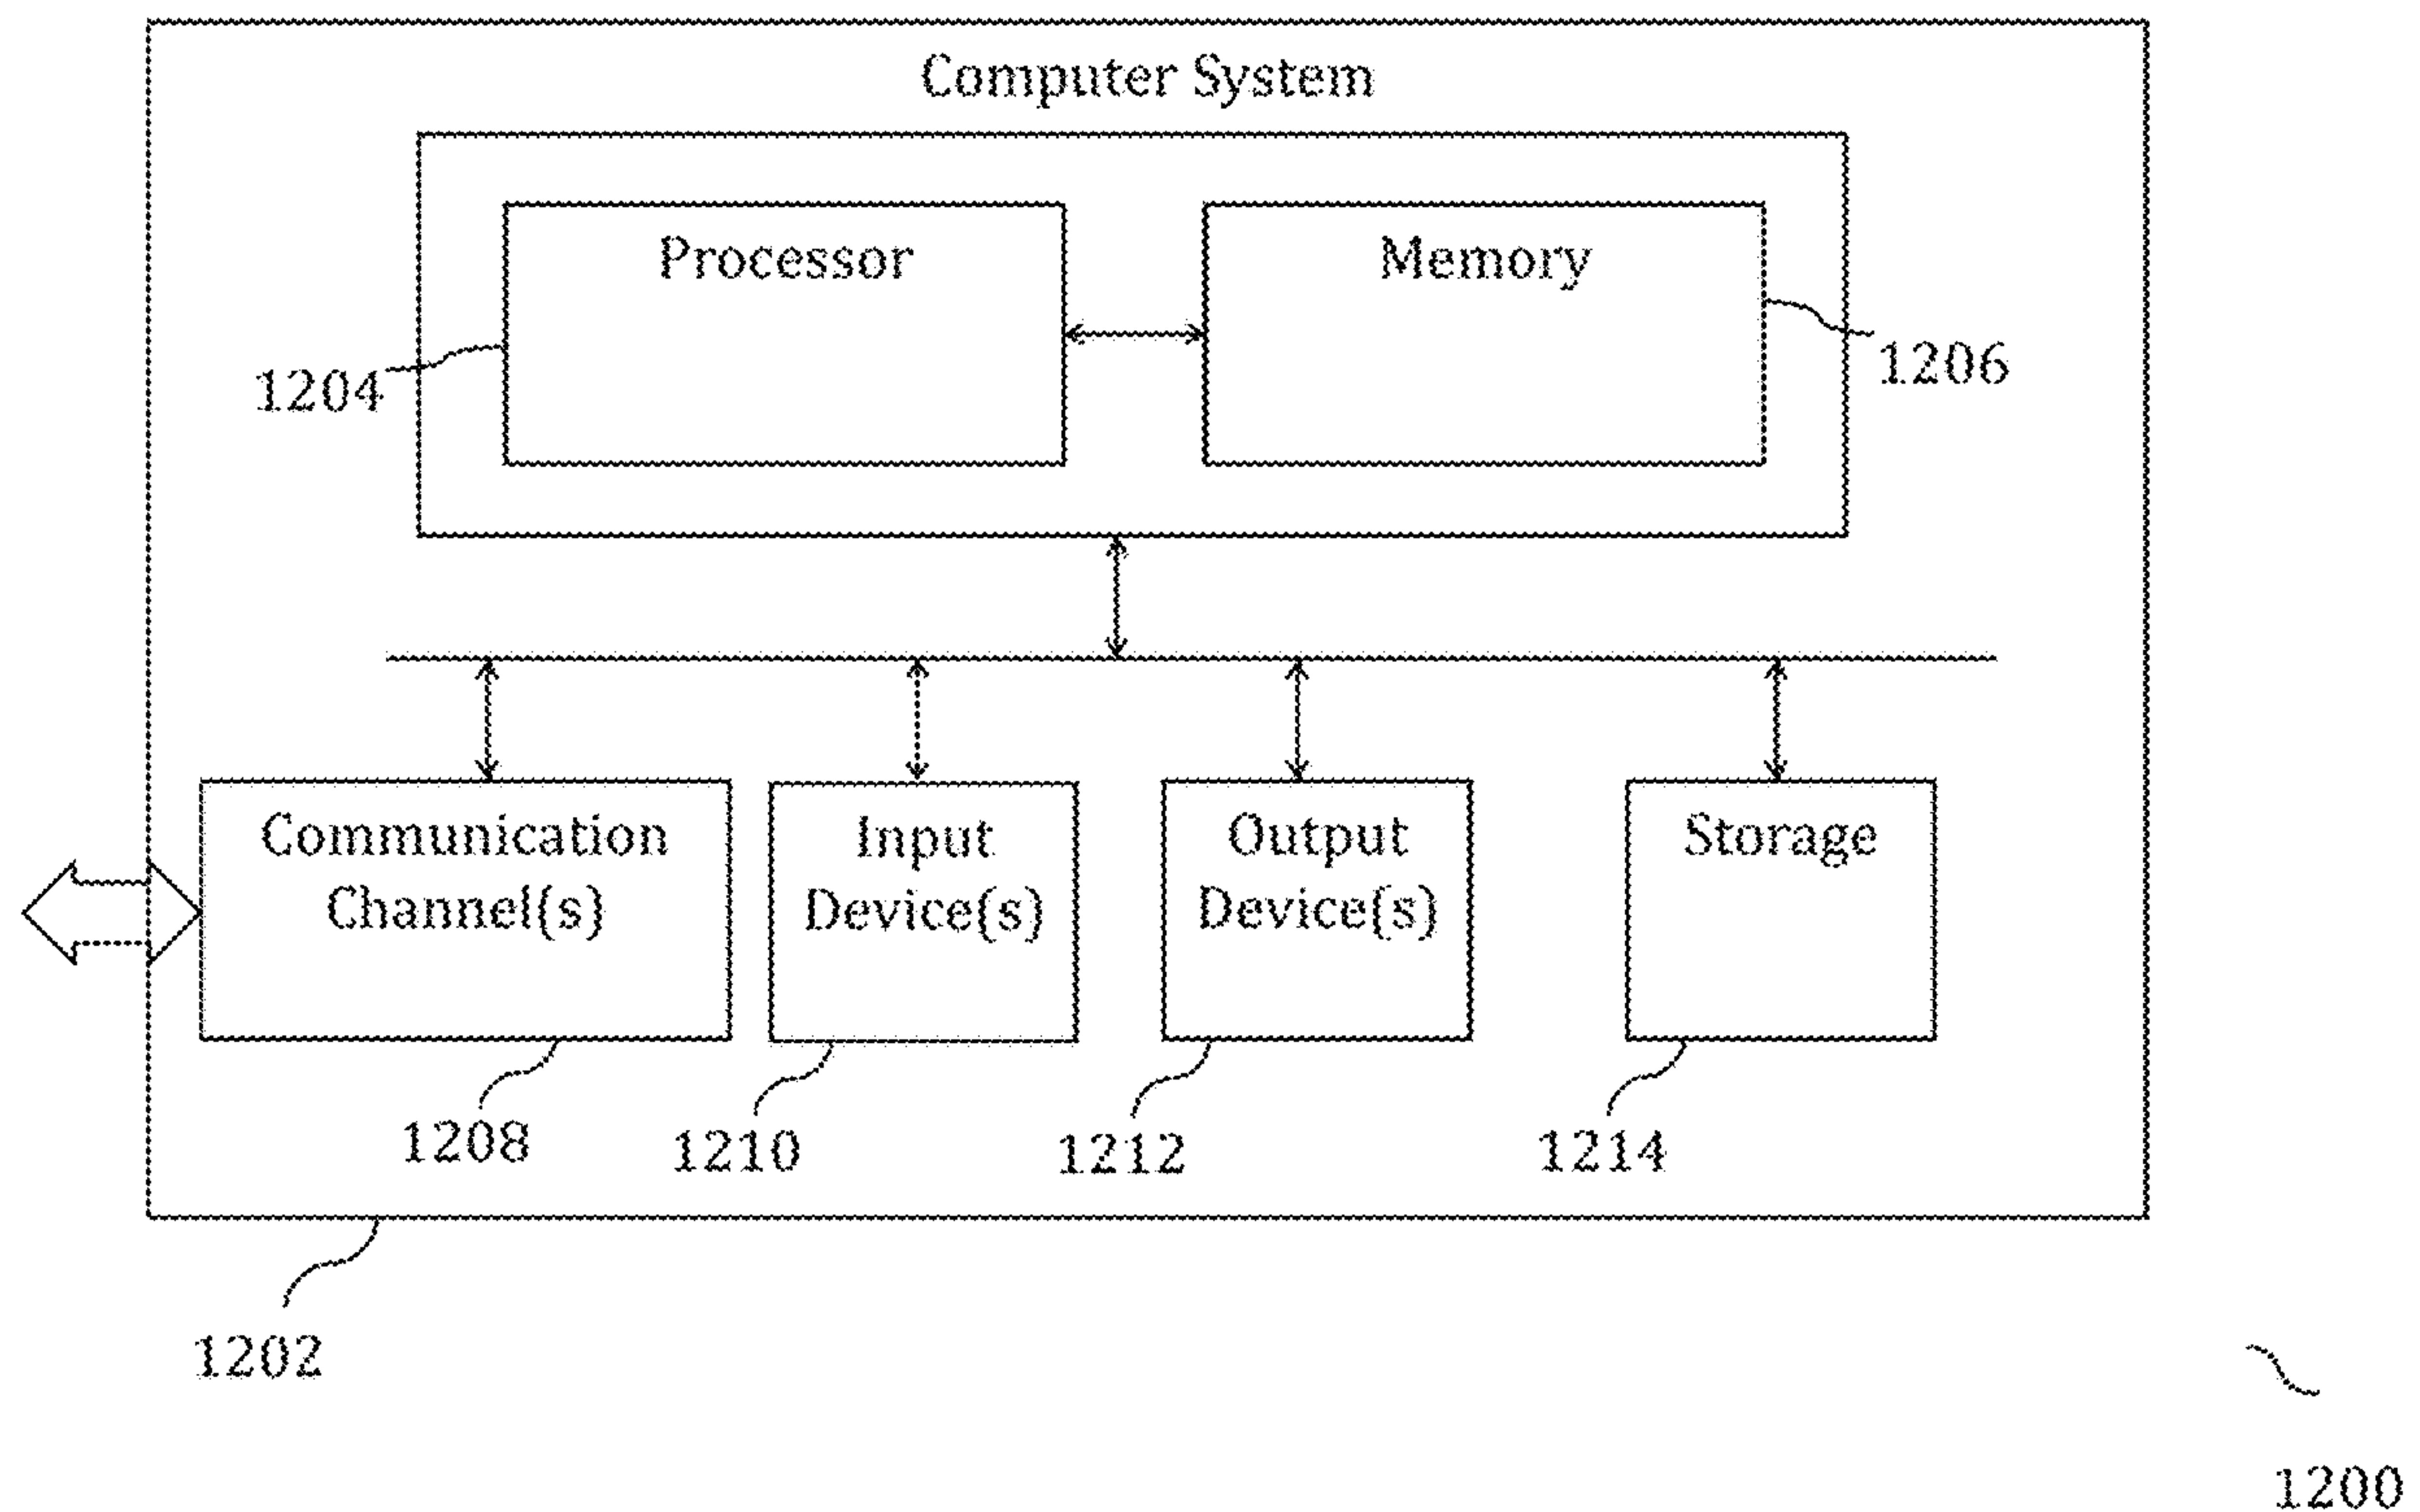 Computer System
Processor
Memory
1204
1206
Communication
Channel(s)
Input
Device(s)
Output
Device(s)
Storage
1208
1210
1212
1214
1202
1200